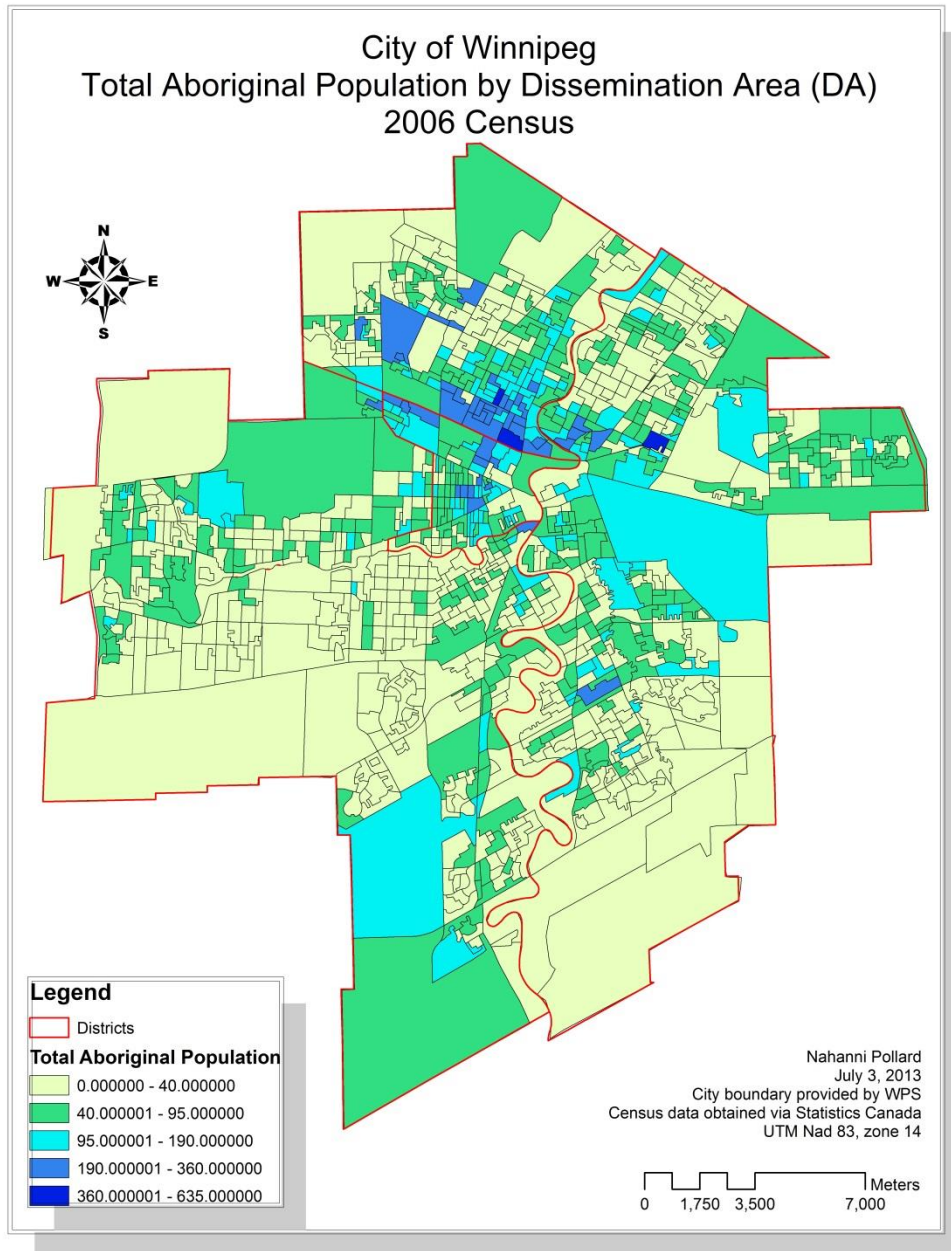 City of Winnipeg
Total Aboriginal Population by Dissemination Area (DA)
2006 Census
N
W
E
S
Legend
Districts
Total Aboriginal Population
0.000000 - 40.000000
40.000001 - 95.000000
95.000001 - 190.000000
190.000001 - 360.000000
360.000001 - 635.000000
Nahanni Pollard
July 3, 2013
City boundary provided by WPS
Census data obtained via Statistics Canada
UTM Nad 83, zone 14
Meters
0 1,750 3,500 7,000